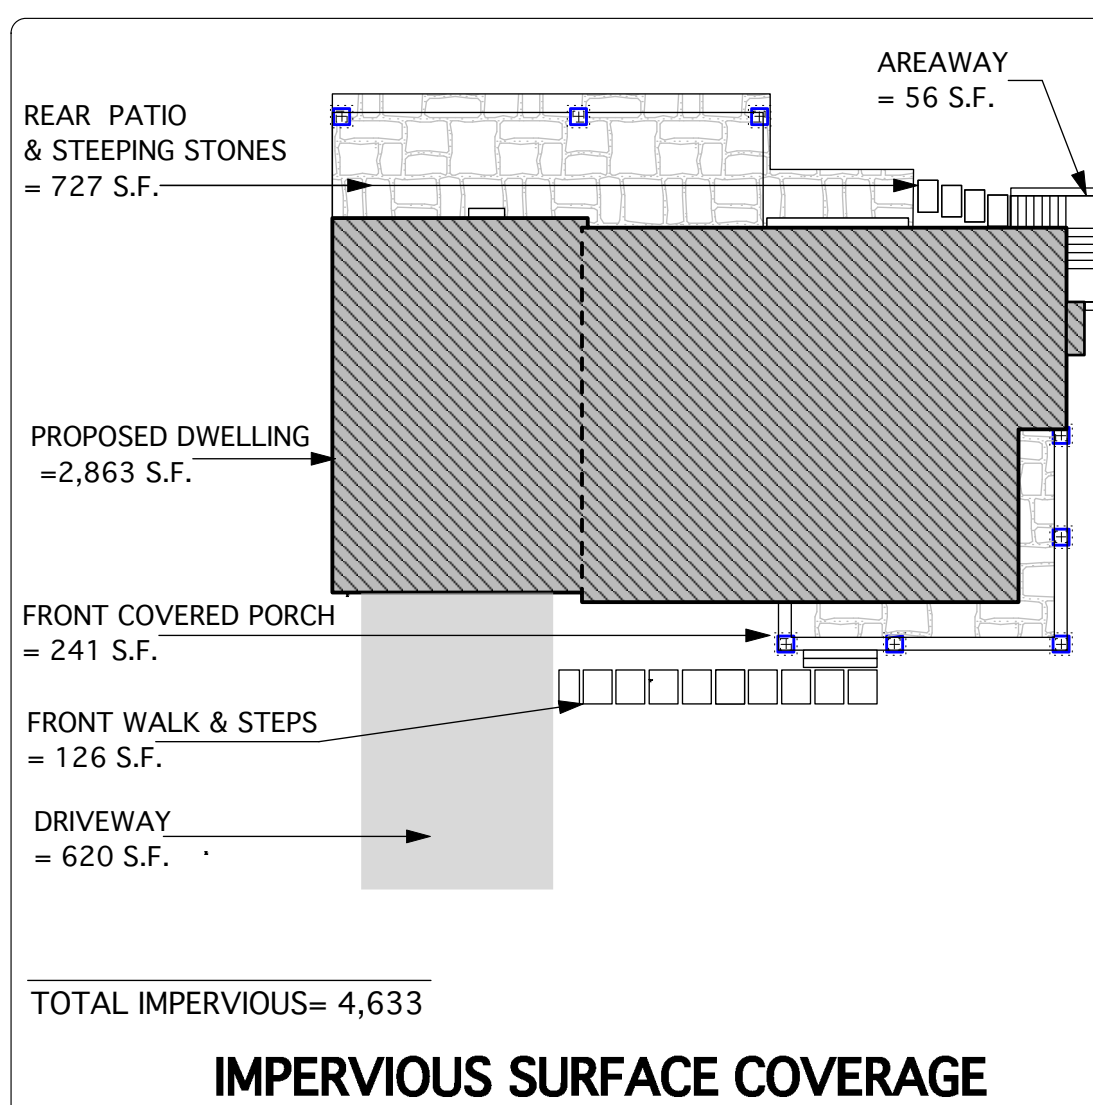 AREAWAY
= 56 S.F.
REAR PATIO
& STEEPING STONES
= 727 S.F.
PROPOSED DWELLING
=2,863 S.F.
FRONT COVERED PORCH
= 241 S.F.
FRONT WALK & STEPS
= 126 S.F.
DRIVEWAY
= 620 S.F.
TOTAL IMPERVIOUS= 4,633
IMPERVIOUS SURFACE COVERAGE